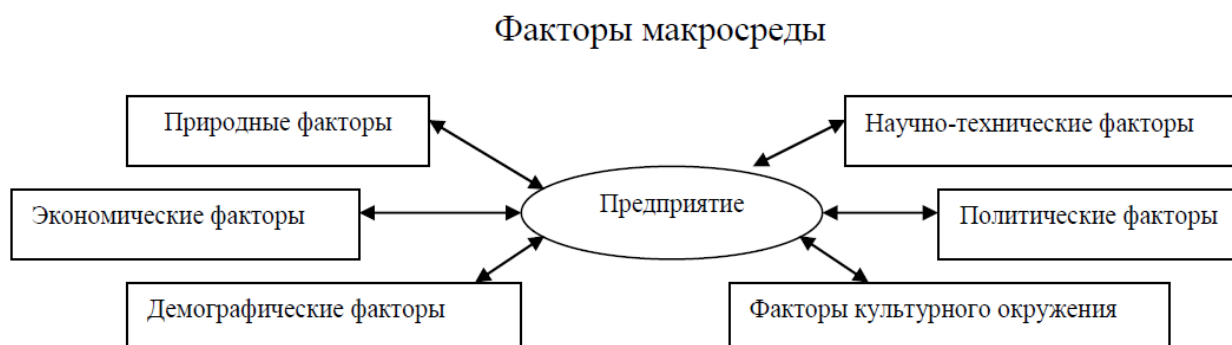 Факторы макросреды
Природные факторы
Научно-технические факторы
Экономические факторы
Предприятие
Политические факторы
Демографические факторы
Факторы культурного окружения